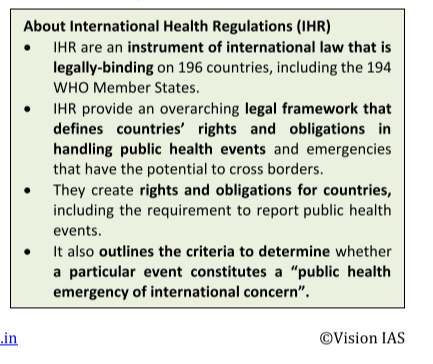 About International Health Regulations (IHR)
• IHR are an instrument of international law that is
legally-binding on 196 countries, including the 194
WHO Member States.
• IHR provide an overarching legal framework that
defines countries' rights and obligations in
handling public health events and emergencies
that have the potential to cross borders.
• They create rights and obligations for countries,
including the requirement to report public health
events.
• It also outlines the criteria to determine whether
a particular event constitutes a “public health
emergency of international concern”.
.in ©Vision IAS